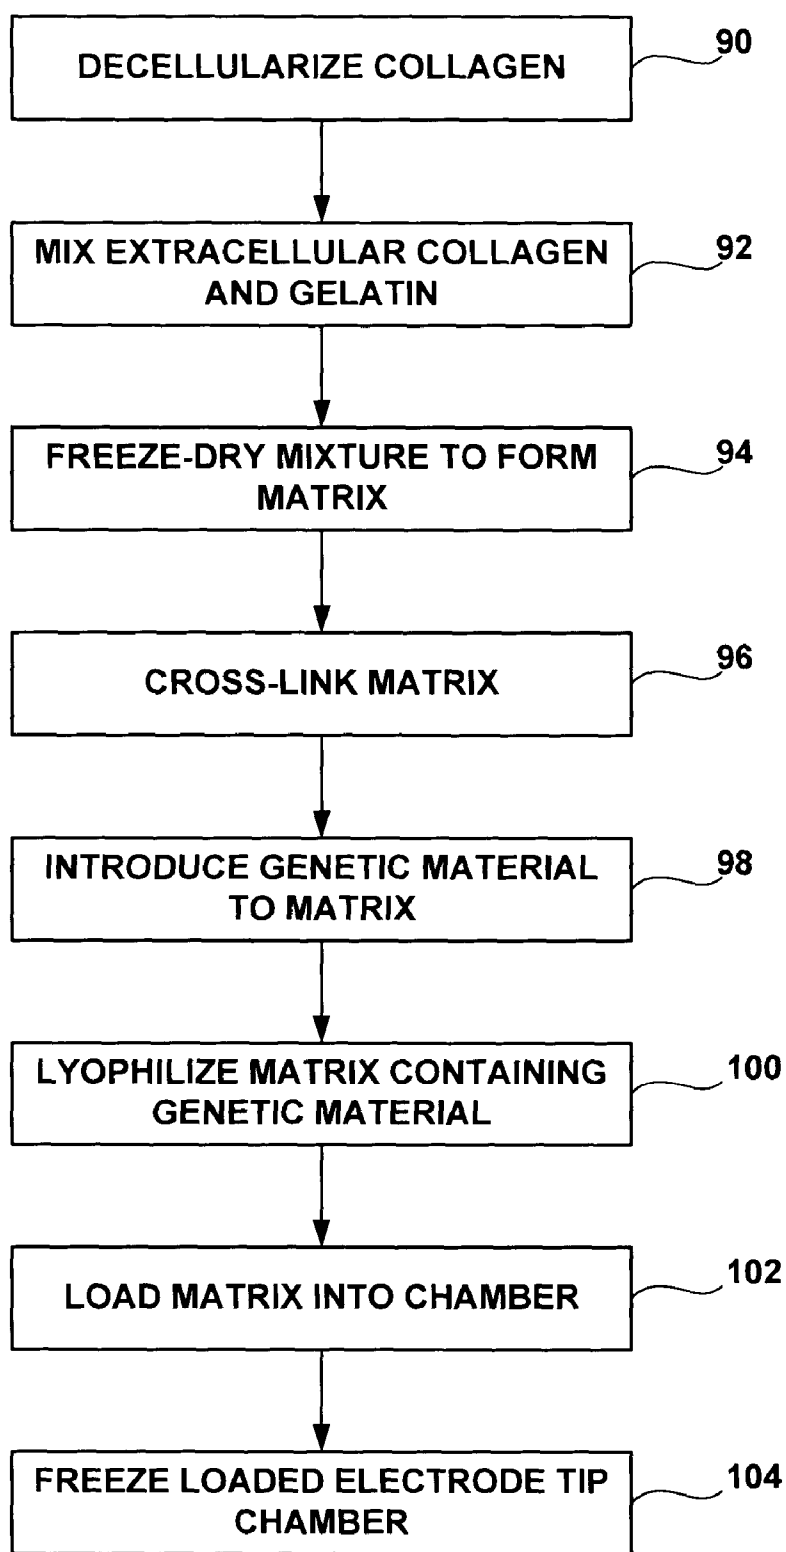 DECELLULARIZE COLLAGEN
90
MIX EXTRACELLULAR COLLAGEN
AND GELATIN
92
FREEZE-DRY MIXTURE TO FORM
MATRIX
94
CROSS-LINK MATRIX
96
INTRODUCE GENETIC MATERIAL
TO MATRIX
98
LYOPHILIZE MATRIX CONTAINING
GENETIC MATERIAL
100
LOAD MATRIX INTO CHAMBER
102
FREEZE LOADED ELECTRODE TIP
CHAMBER
104